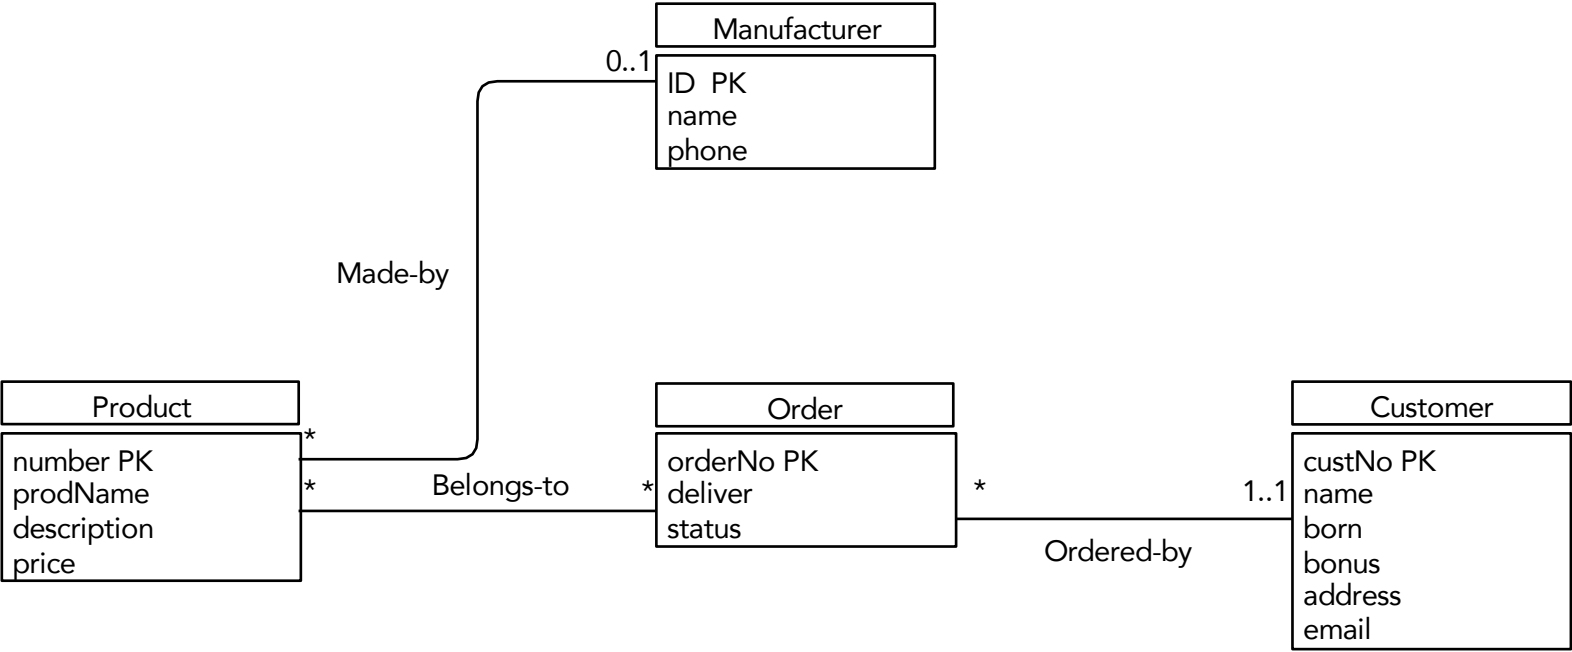 Manufacturer
0..1
ID PK
name
phone
Made-by
Product
*
number PK
prodName
description
price
*
Belongs-to
*
Order
orderNo PK
deliver
status
*
1..1
Ordered-by
Customer
custNo PK
name
born
bonus
address
email